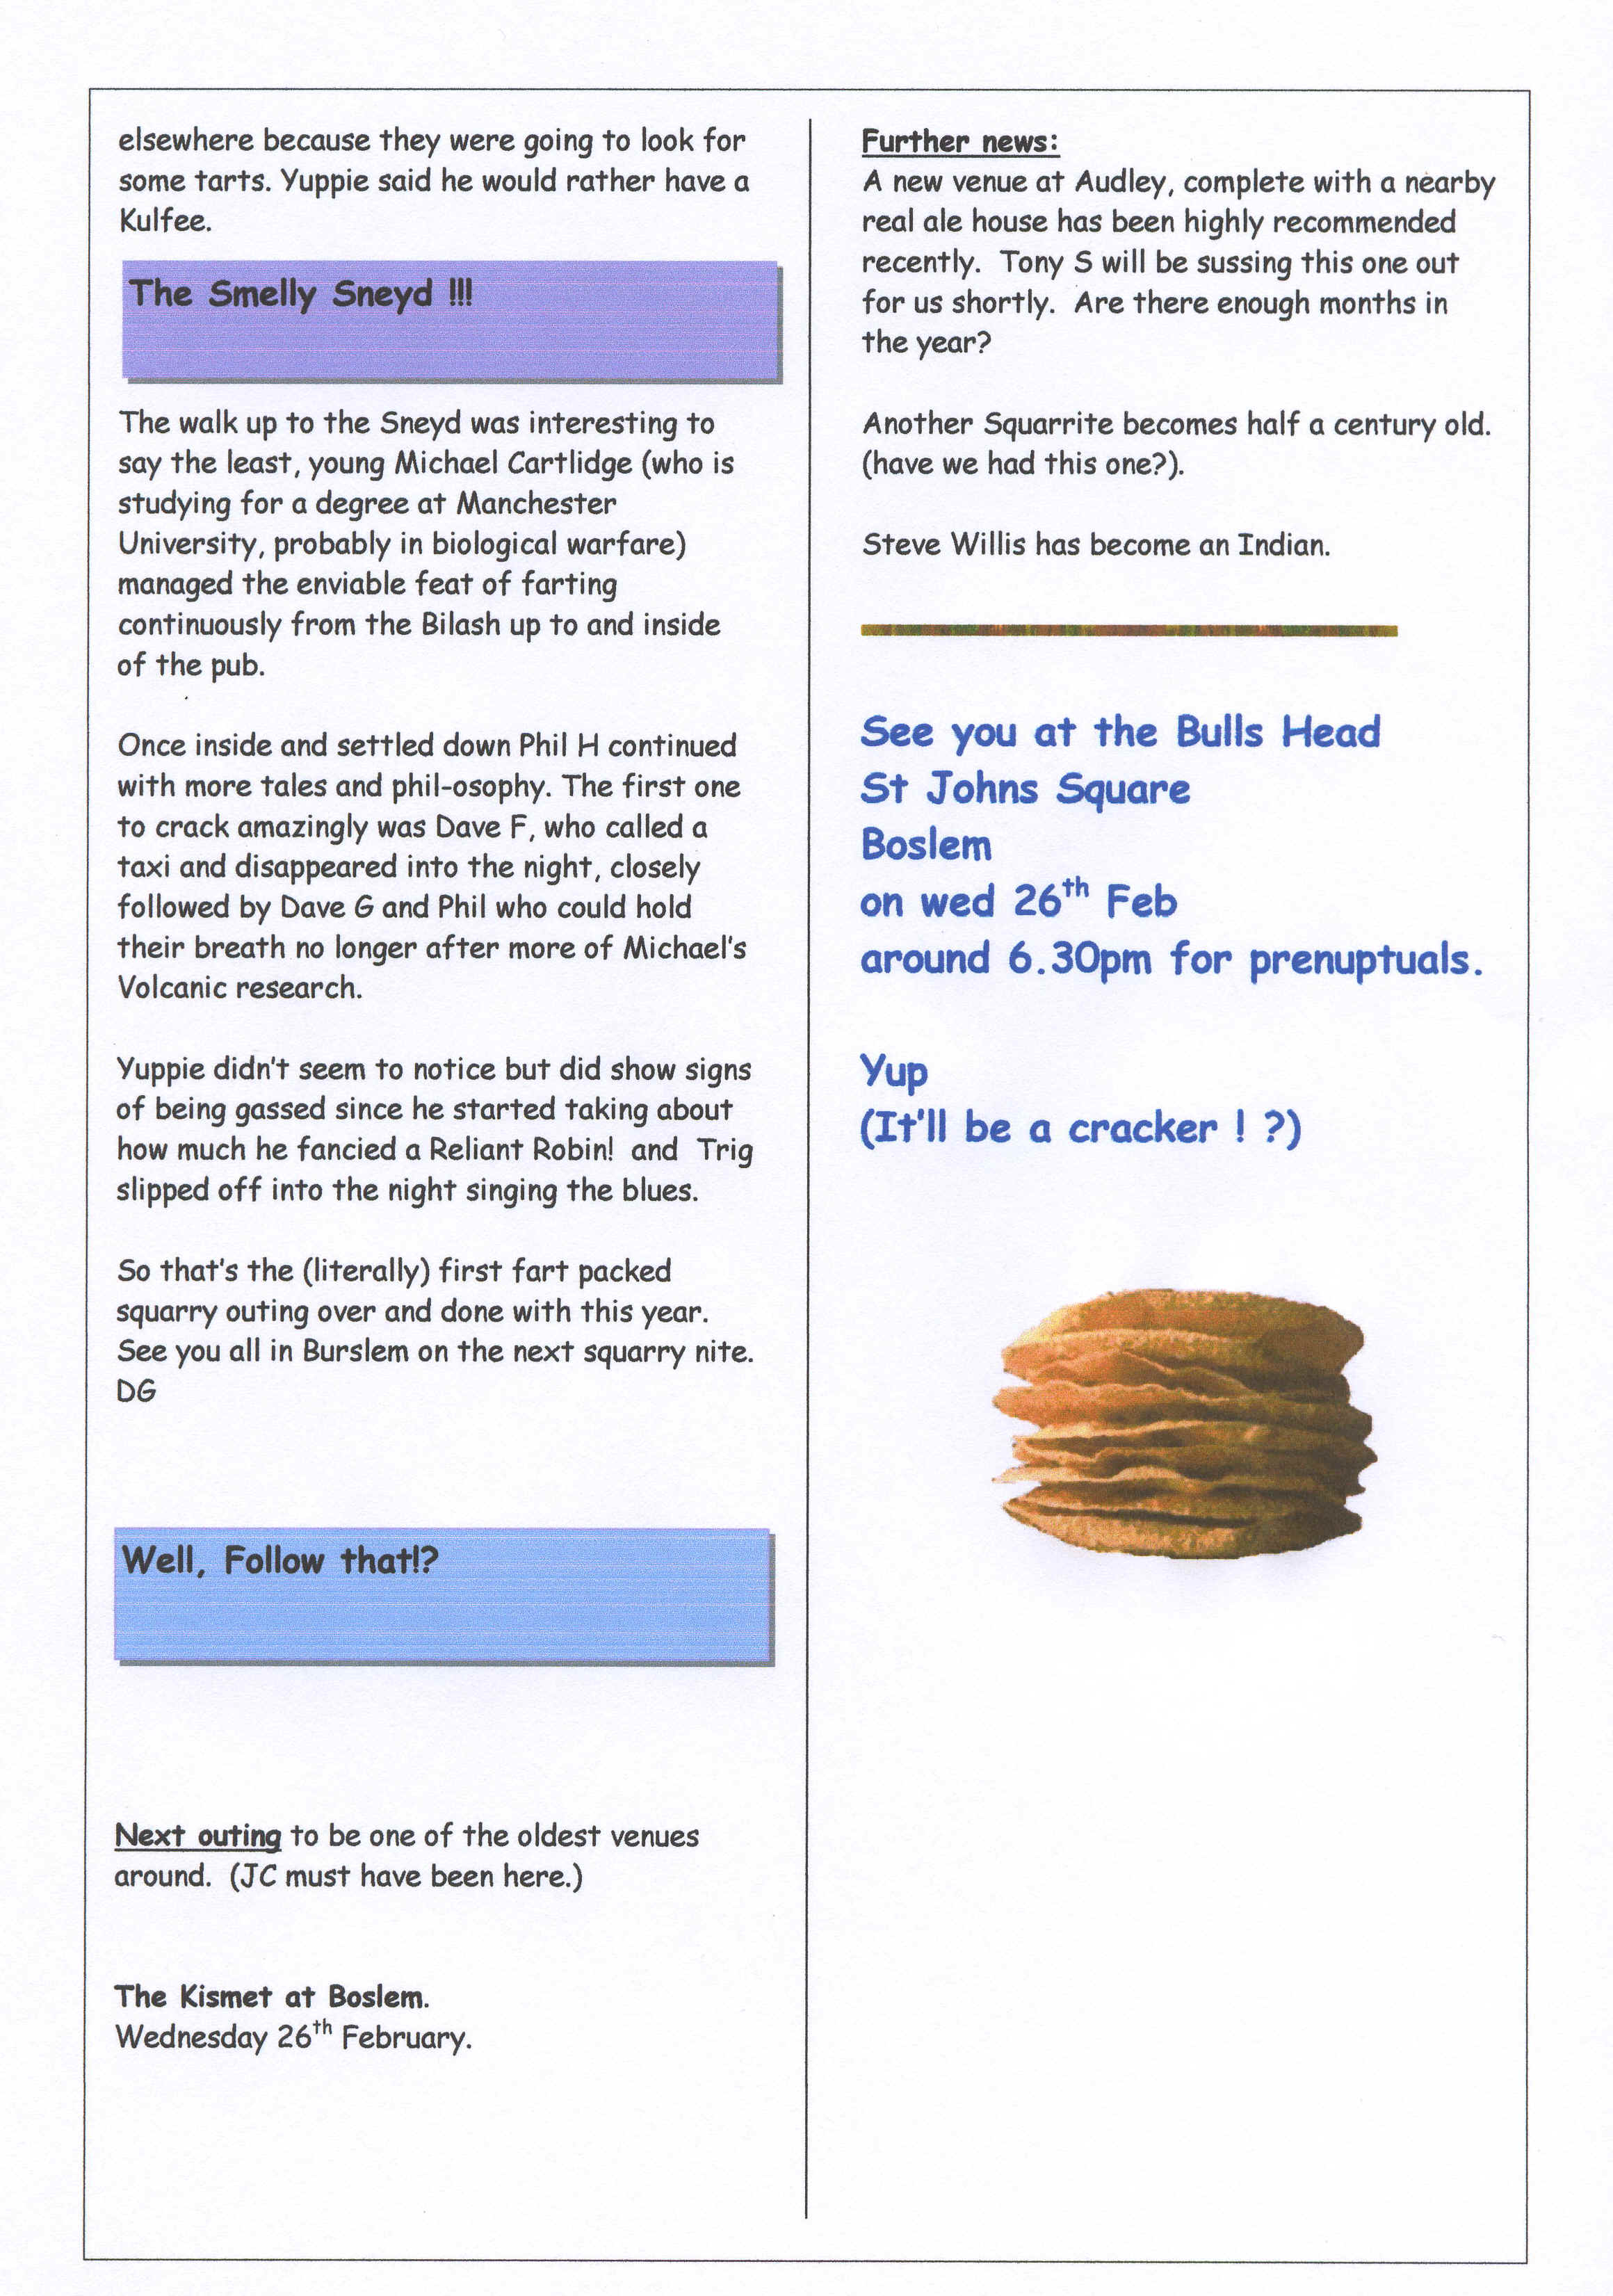 elsewhere because they were going to look for
some tarts. Yuppie said he would rather have a
Kulfee.
The Smelly Sneyd !!!
The walk up to the Sneyd was interesting to
say the least, young Michael Cartlidge (who is
studying for a degree at Manchester
University, probably in biological warfare)
managed the enviable feat of farting
continuously from the Bilash up to and inside
of the pub.
Once inside and settled down Phil H continued
with more tales and phil-osophy. The first one
to crack amazingly was Dave F, who called a
taxi and disappeared into the night, closely
followed by Dave G and Phil who could hold
their breath no longer after more of Michael's
Volcanic research.
Yuppie didn't seem to notice but did show signs
of being gassed since he started taking about
how much he fancied a Reliant Robin! and Trig
slipped off into the night singing the blues.
So that's the (literally) first fart packed
squarry outing over and done with this year.
See you all in Burslem on the next squarry nite.
DG
Well, Follow that!?
Next outing to be one of the oldest venues
around. (JC must have been here.)
The Kismet at Boslem.
Wednesday 26th February.
Further news:
A new venue at Audley, complete with a nearby
real ale house has been highly recommended
recently. Tony S will be sussing this one out
for us shortly. Are there enough months in
the year?
Another Squarrite becomes half a century old.
(have we had this one?).
Steve Willis has become an Indian.
See you at the Bulls Head
St Johns Square
Boslem
on wed 26th Feb
around 6.30pm for prenuptuals.
Yup
(It'll be a cracker ! ?)